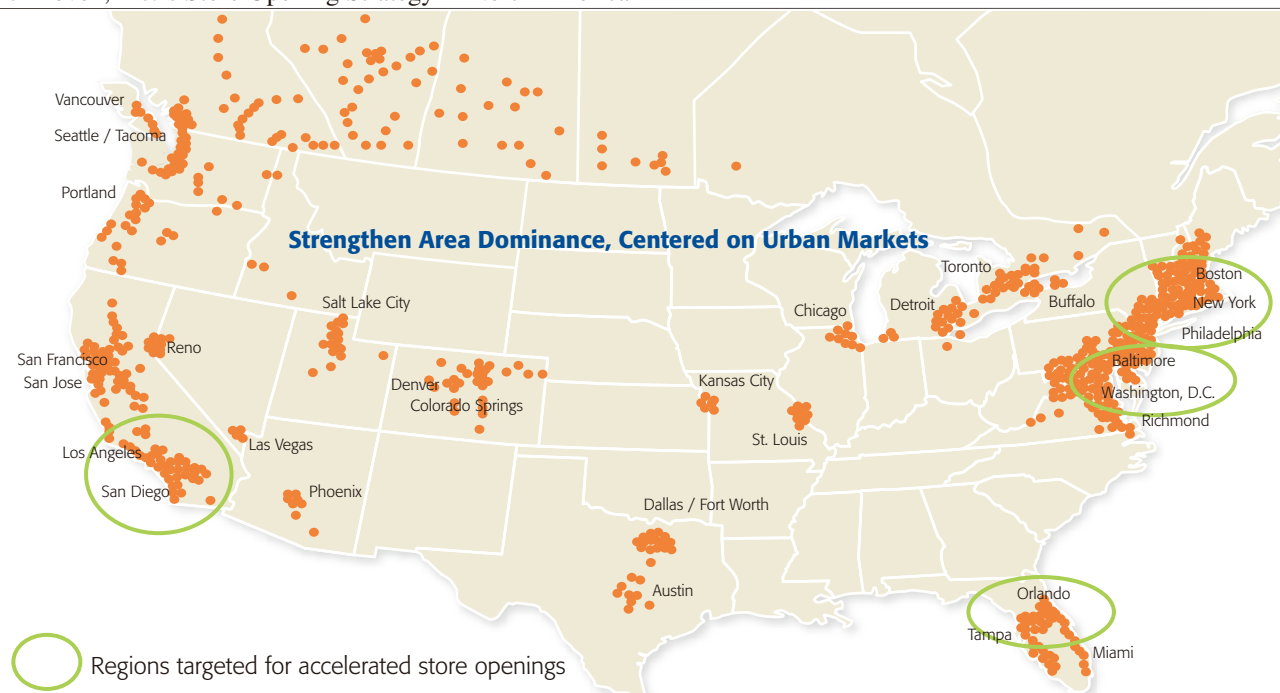 Vancouver
Seattle / Tacoma
Portland
Strengthen Area Dominance, Centered on Urban Markets
Toronto
Boston
Salt Lake City
Chicago
Detroit
Buffalo
New York
Philadelphia
Reno
San Francisco
San Jose
Baltimore
Denver
Kansas City
Washington, D.C.
Colorado Springs
Richmond
St. Louis
Las Vegas
Los Angeles
San Diego
Phoenix
Dallas / Fort Worth
Austin
Orlando
Tampa
Miami
Regions targeted for accelerated store openings